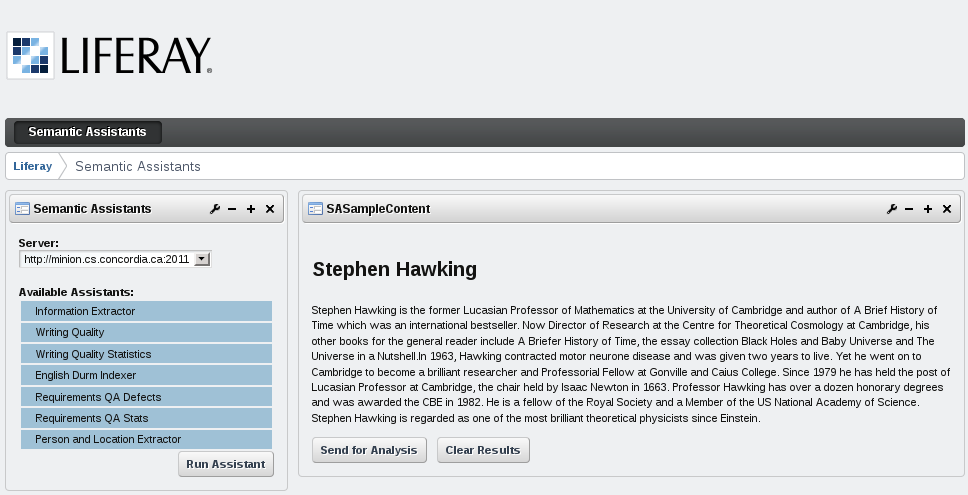 LIFERAY®
Semantic Assistants
Liferay Semantic Assistants
Semantic Assistants
Server:
http://minion.cs.concordia.ca:2011
Available Assistants:
Information Extractor
Writing Quality
Writing Quality Statistics
English Durm Indexer
Requirements QA Defects
Requirements QA Stats
Person and Location Extractor
Run Assistant
SASampleContent
Stephen Hawking
Stephen Hawking is the former Lucasian Professor of Mathematics at the University of Cambridge and author of A Brief History of
Time which was an international bestseller. Now Director of Research at the Centre for Theoretical Cosmology at Cambridge, his
other books for the general reader include A Briefer History of Time, the essay collection Black Holes and Baby Universe and The
Universe in a Nutshell.In 1963, Hawking contracted motor neurone disease and was given two years to live. Yet he went on to
Cambridge to become a brilliant researcher and Professorial Fellow at Gonville and Caius College. Since 1979 he has held the post of
Lucasian Professor at Cambridge, the chair held by Isaac Newton in 1663. Professor Hawking has over a dozen honorary degrees
and was awarded the CBE in 1982. He is a fellow of the Royal Society and a Member of the US National Academy of Science.
Stephen Hawking is regarded as one of the most brilliant theoretical physicists since Einstein.
Send for Analysis
Clear Results